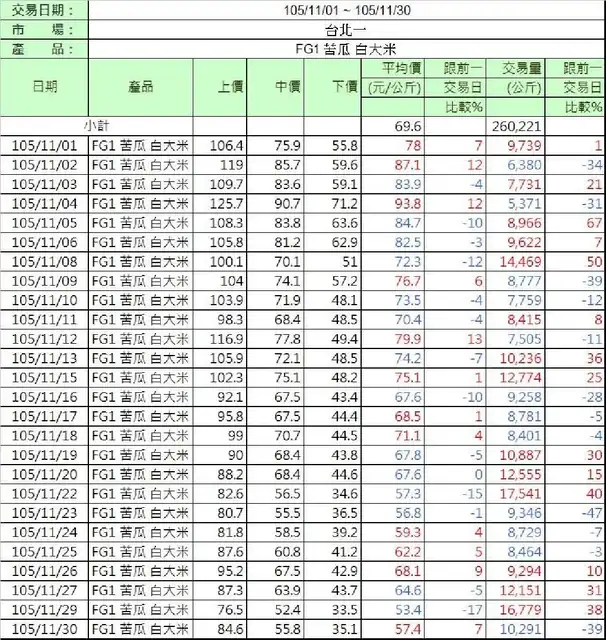 交易日期： 105/11/01 ~ 105/11/30
市 場： 台北一
產 品： FG1 苦瓜 白大米
日期 產品 上價 中價 下價 平均價 跟前一 交易量 跟前一
(元/公斤) 交易日 (公斤) 交易日
比較% 比較%
小計 69.6 260,221
105/11/01 FG1 苦瓜 白大米 106.4 75.9 55.8 78 7 9,739 1
105/11/02 FG1 苦瓜 白大米 119 85.7 59.6 87.1 12 6,380 -34
105/11/03 FG1 苦瓜 白大米 109.7 83.6 59.1 83.9 -4 7,731 21
105/11/04 FG1 苦瓜 白大米 125.7 90.7 71.2 93.8 12 5,371 -31
105/11/05 FG1 苦瓜 白大米 108.3 83.8 63.6 84.7 -10 8,966 67
105/11/06 FG1 苦瓜 白大米 105.8 81.2 62.9 82.5 -3 9,622 7
105/11/08 FG1 苦瓜 白大米 100.1 70.1 51 72.3 -12 14,469 50
105/11/09 FG1 苦瓜 白大米 104 74.1 57.2 76.7 6 8,777 -39
105/11/10 FG1 苦瓜 白大米 103.9 71.9 48.1 73.5 -4 7,759 -12
105/11/11 FG1 苦瓜 白大米 98.3 68.4 48.5 70.4 -4 8,415 8
105/11/12 FG1 苦瓜 白大米 116.9 77.8 49.4 79.9 13 7,505 -11
105/11/13 FG1 苦瓜 白大米 105.9 72.1 48.5 74.2 -7 10,236 36
105/11/15 FG1 苦瓜 白大米 102.3 75.1 48.2 75.1 1 12,774 25
105/11/16 FG1 苦瓜 白大米 92.1 67.5 43.4 67.6 -10 9,258 -28
105/11/17 FG1 苦瓜 白大米 95.8 67.5 44.4 68.5 1 8,781 -5
105/11/18 FG1 苦瓜 白大米 99 70.7 44.5 71.1 4 8,401 -4
105/11/19 FG1 苦瓜 白大米 90 68.4 43.8 67.8 -5 10,887 30
105/11/20 FG1 苦瓜 白大米 88.2 68.4 44.6 67.6 0 12,555 15
105/11/22 FG1 苦瓜 白大米 82.6 56.5 34.6 57.3 -15 17,541 40
105/11/23 FG1 苦瓜 白大米 80.7 55.5 36.5 56.8 -1 9,346 -47
105/11/24 FG1 苦瓜 白大米 81.8 58.5 39.2 59.3 4 8,729 -7
105/11/25 FG1 苦瓜 白大米 87.6 60.8 41.2 62.2 5 8,464 -3
105/11/26 FG1 苦瓜 白大米 95.2 67.5 42.9 68.1 9 9,294 10
105/11/27 FG1 苦瓜 白大米 87.3 63.9 43.7 64.6 -5 12,151 31
105/11/29 FG1 苦瓜 白大米 76.5 52.4 33.5 53.4 -17 16,779 38
105/11/30 FG1 苦瓜 白大米 84.6 55.8 35.1 57.4 7 10,291 -39